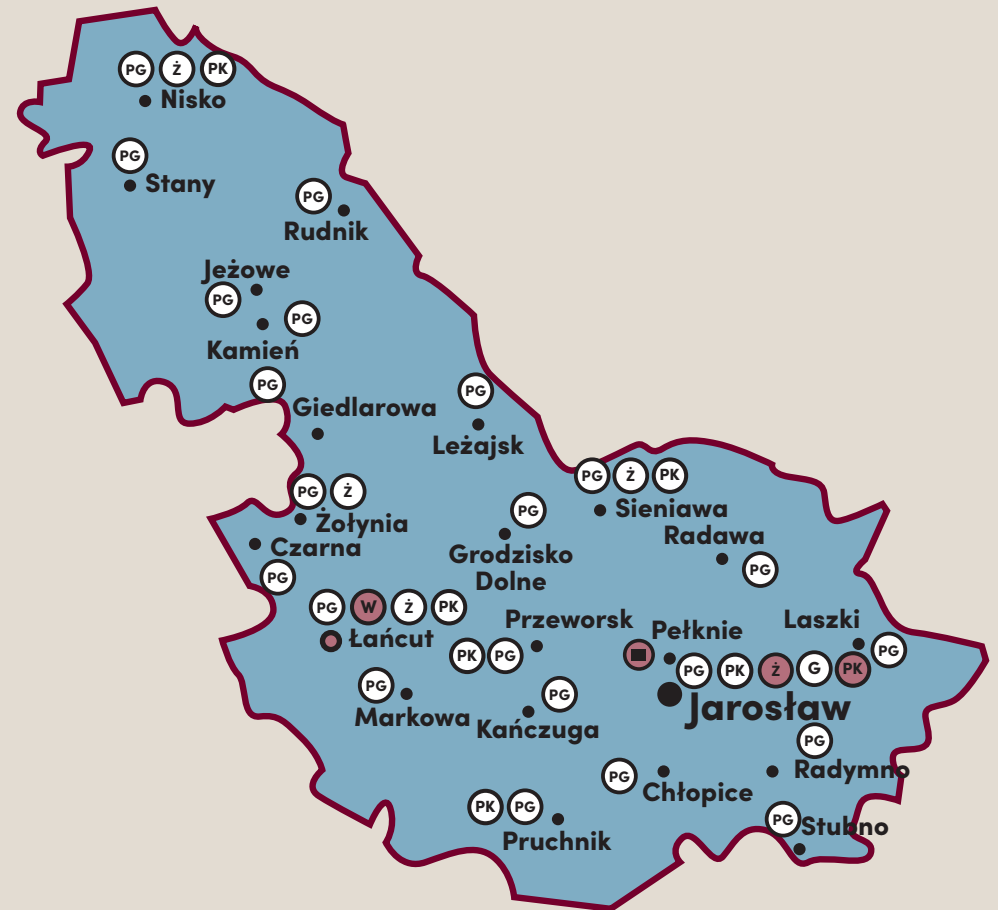 PG Ż PK
Nisko
PG
Stany
PG
Rudnik
Jeżowe
PG
PG
Kamień
PG
Giedlarowa
PG
Leżajsk
PG Ż
Żołynia
PG Ż PK
Sieniawa
PG
Grodzisko
Dolne
Radawa
PG
Czarna
PG
PG W Ż PK
Łańcut
Przeworsk
PK PG
Pełknie
Laszki
PG
PG PK Ż G PK
Jarosław
PG
Markowa
PG
Kańczuga
PG
Radymno
PG
Chłopice
PK PG
Pruchnik
PG
Stubno